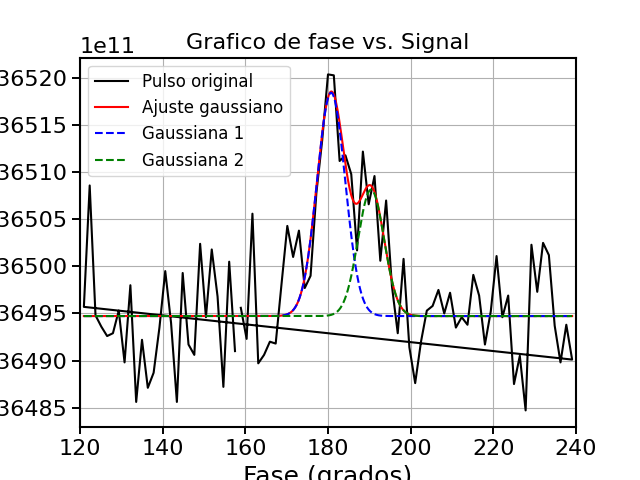 1e11
Grafico de fase vs. Signal
Pulso original
Ajuste gaussiano
Gaussiana 1
Gaussiana 2
36520
36515
36510
36505
36500
36495
36490
36485
120 140 160 180 200 220 240
Fase (grados)